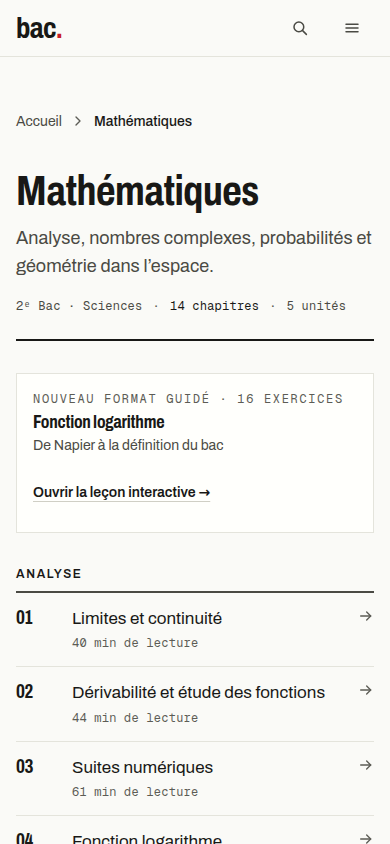 bac.
Accueil > Mathématiques
Mathématiques
Analyse, nombres complexes, probabilités et
géométrie dans l'espace.
2ᵉ Bac · Sciences · 14 chapitres · 5 unités
NOUVEAU FORMAT GUIDÉ · 16 EXERCICES
Fonction logarithme
De Napier à la définition du bac
Ouvrir la leçon interactive →
ANALYSE
01 Limites et continuité →
40 min de lecture
02 Dérivabilité et étude des fonctions →
44 min de lecture
03 Suites numériques →
61 min de lecture
04 Fonction logarithme →